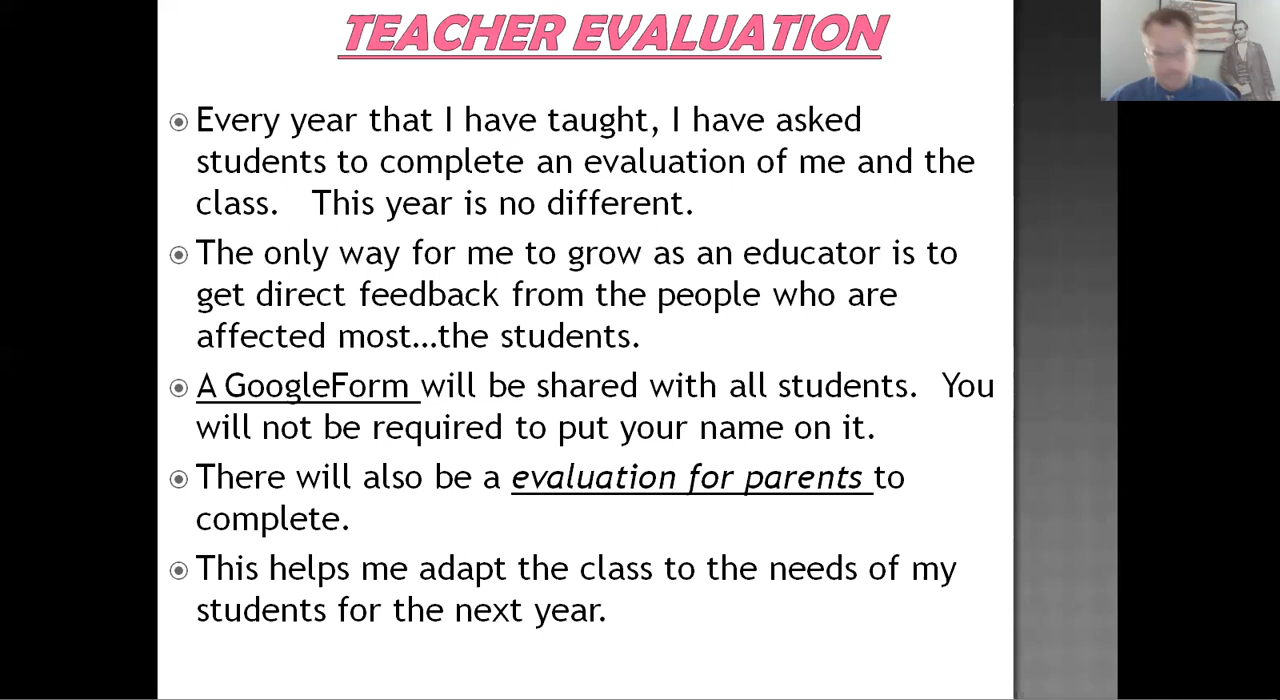 TEACHER EVALUATION
Every year that I have taught, I have asked
students to complete an evaluation of me and the
class. This year is no different.
The only way for me to grow as an educator is to
get direct feedback from the people who are
affected most...the students.
A GoogleForm will be shared with all students. You
will not be required to put your name on it.
There will also be a evaluation for parents to
complete.
This helps me adapt the class to the needs of my
students for the next year.